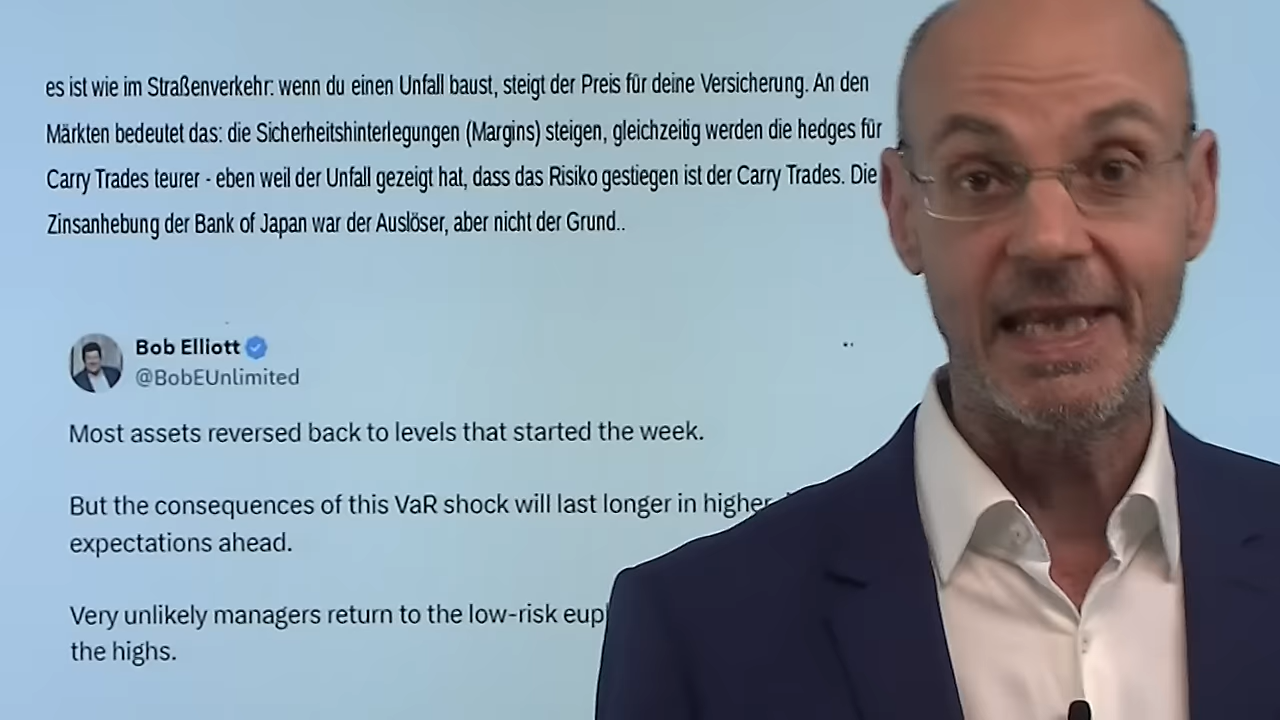 es ist wie im Straßenverkehr: wenn du einen Unfall baust, steigt der Preis für deine Versicherung. An den
Märkten bedeutet das: die Sicherheitshinterlegungen (Margins) steigen, gleichzeitig werden die hedges für
Carry Trades teurer - eben weil der Unfall gezeigt hat, dass das Risiko gestiegen ist der Carry Trades. Die
Zinsanhebung der Bank of Japan war der Auslöser, aber nicht der Grund..
Bob Elliott
@BobEUnlimited
Most assets reversed back to levels that started the week.
But the consequences of this VaR shock will last longer in higher
expectations ahead.
Very unlikely managers return to the low-risk
the highs.